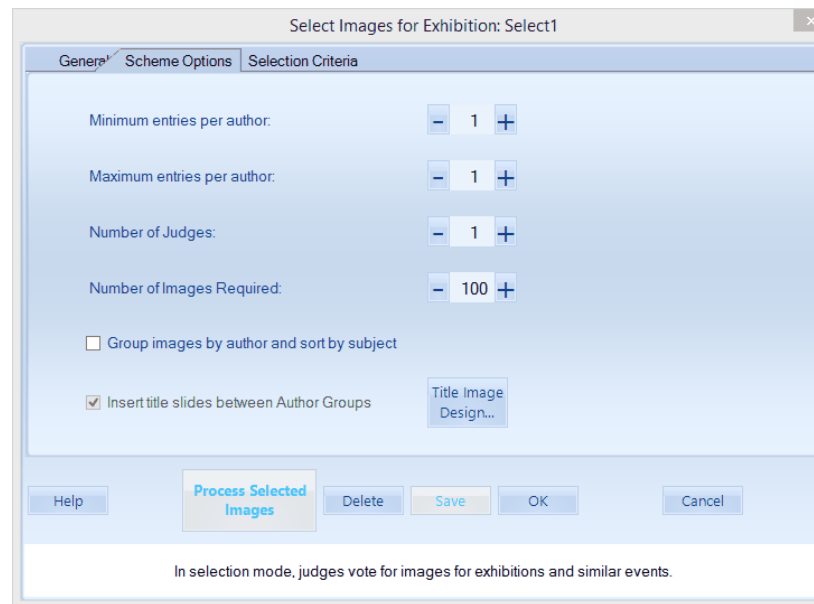 Select Images for Exhibition: Select1
General Scheme Options Selection Criteria
Minimum entries per author: - 1 +
Maximum entries per author: - 1 +
Number of Judges: - 1 +
Number of Images Required: - 100 +
Group images by author and sort by subject
Insert title slides between Author Groups
Title Image
Design...
Help
Process Selected
Images
Delete
Save
OK
Cancel
In selection mode, judges vote for images for exhibitions and similar events.